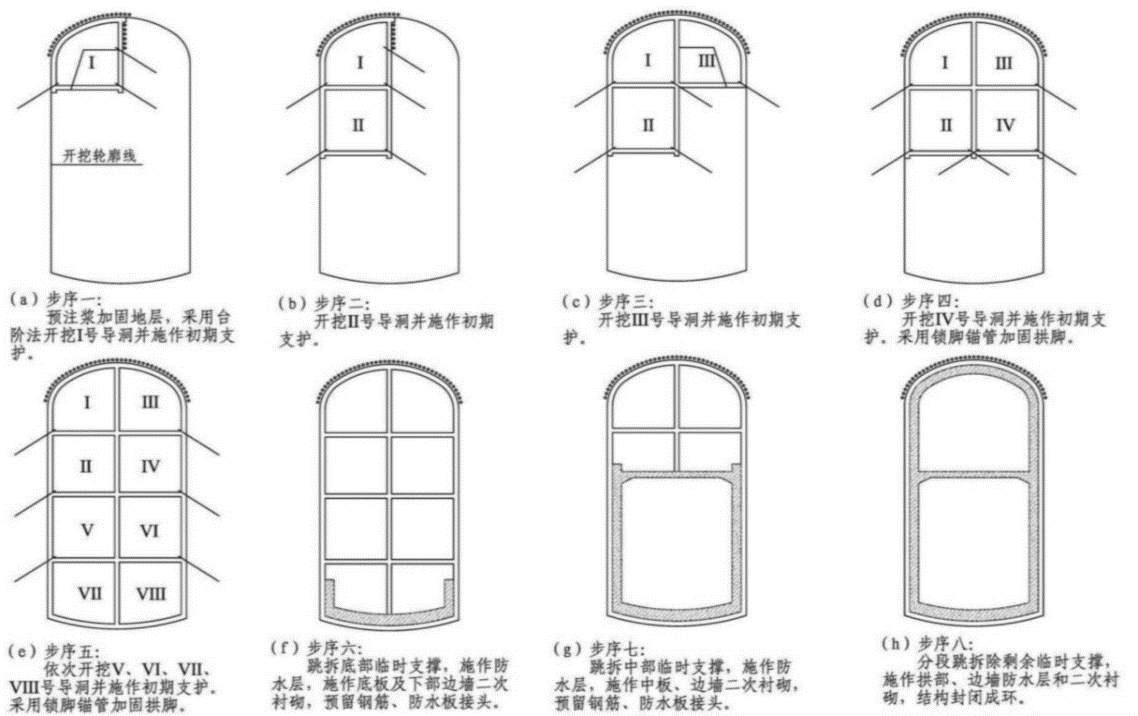 I
开挖轮廓线
(a) 步序一:
预注浆加固地层，采用台
阶法开挖I号导洞并施作初期支
护。
I
II
(b) 步序二:
开挖II号导洞并施作初期
支护。
I
III
II
(c) 步序三:
开挖III号导洞并施作初期支
护。
I
III
II
IV
(d) 步序四:
开挖IV号导洞并施作初期支
护。采用锁脚锚管加固拱脚。
I
III
II
IV
V
VI
VII
VIII
(e) 步序五:
依次开挖V、VI、VII、
VIII号导洞并施作初期支护。
采用锁脚锚管加固拱脚。
(f) 步序六:
跳拆底部临时支撑，施作防
水层，施作底板及下部边墙二次
衬砌，预留钢筋、防水板接头。
(g) 步序七:
跳拆中部临时支撑，施作防
水层，施作中板、边墙二次衬砌，
预留钢筋、防水板接头。
(h) 步序八:
分段跳拆除剩余临时支撑，
施作拱部、边墙防水层和二次衬
砌，结构封闭成环。